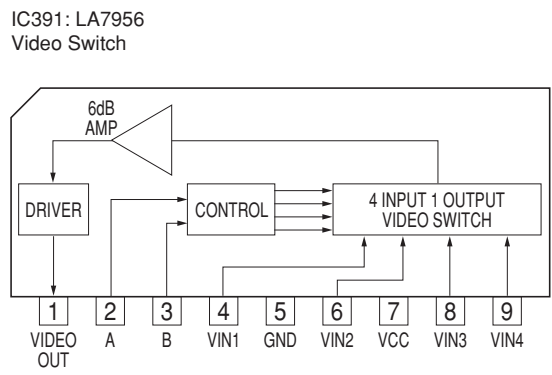 IC391: LA7956
Video Switch
6dB
AMP
DRIVER
CONTROL
4 INPUT 1 OUTPUT
VIDEO SWITCH
1 2 3 4 5 6 7 8 9
VIDEO OUT A B VIN1 GND VIN2 VCC VIN3 VIN4